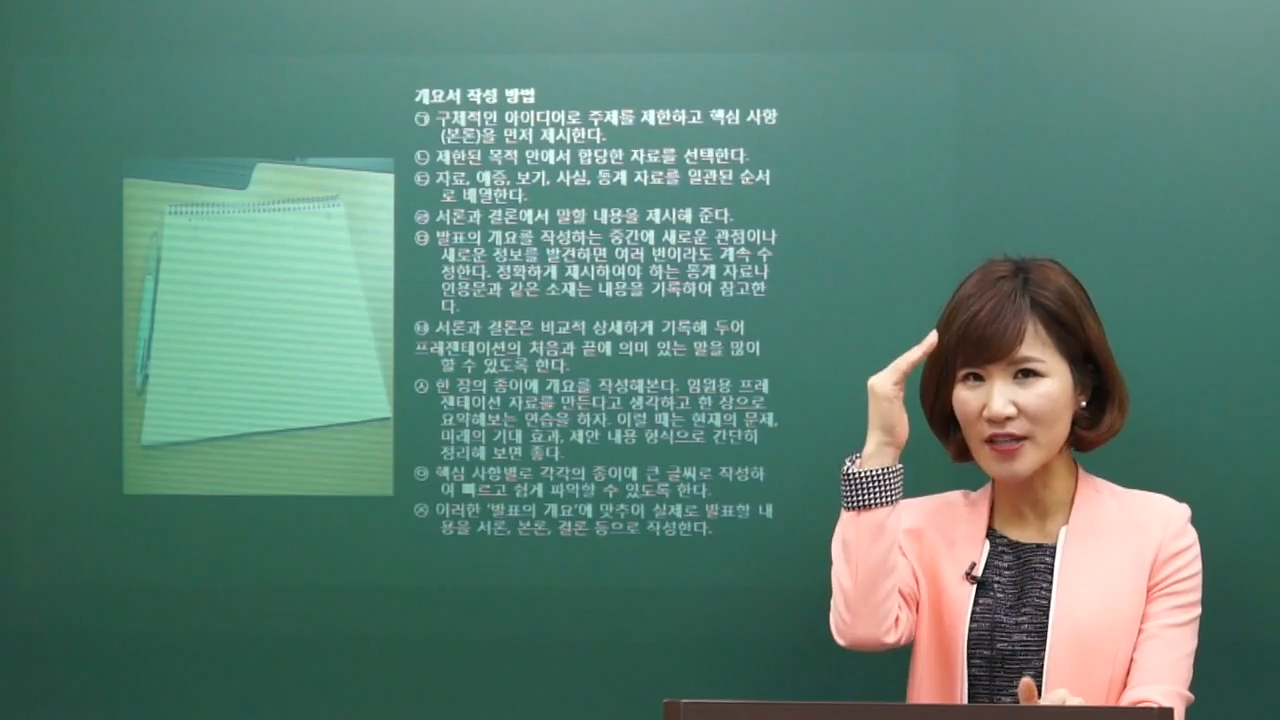 개요서 작성 방법
㉠ 구체적인 아이디어로 주제를 제한하고 핵심 사항
(본론)을 먼저 제시한다.
㉡ 제한된 목적 안에서 합당한 자료를 선택한다.
㉢ 자료, 예증, 보기, 사실, 통계 자료를 일관된 순서
로 배열한다.
㉣ 서론과 결론에서 말할 내용을 제시해 준다.
㉤ 발표의 개요를 작성하는 중간에 새로운 관점이나
새로운 정보를 발견하면 여러 번이라도 계속 수
정한다. 정확하게 제시하여야 하는 통계 자료나
인용문과 같은 소재는 내용을 기록하여 참고한
다.
㉥ 서론과 결론은 비교적 상세하게 기록해 두어
프레젠테이션의 처음과 끝에 의미 있는 말을 많이
할 수 있도록 한다.
㉦ 한 장의 종이에 개요를 작성해본다. 임원용 프레
젠테이션 자료를 만든다고 생각하고 한 장으로
요약해보는 연습을 하자. 이럴 때는 현재의 문제,
미래의 기대 효과, 제안 내용 형식으로 간단히
정리해 보면 좋다.
㉧ 핵심 사항별로 각각의 종이에 큰 글씨로 작성하
여 빠르고 쉽게 파악할 수 있도록 한다.
㉨ 이러한 '발표의 개요'에 맞추어 실제로 발표할 내
용을 서론, 본론, 결론 등으로 작성한다.